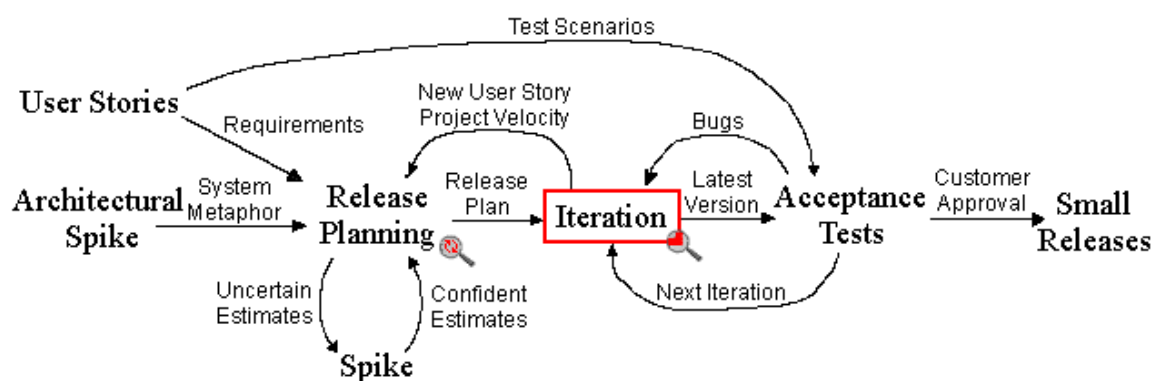 Test Scenarios
User Stories
New User Story
Project Velocity
Bugs
Requirements
Architectural
Spike
System
Metaphor
Release
Planning
Release
Plan
Iteration
Latest
Version
Acceptance
Tests
Customer
Approval
Small
Releases
Uncertain
Estimates
Confident
Estimates
Next Iteration
Spike